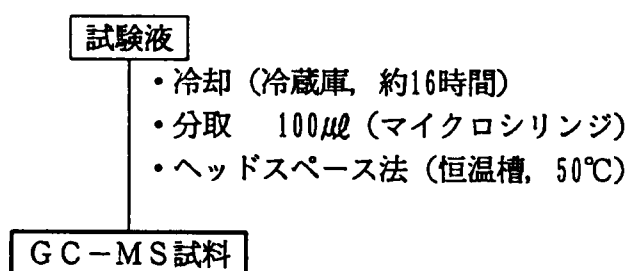 試験液
・冷却（冷蔵庫，約16時間）
・分取　100μℓ（マイクロシリンジ）
・ヘッドスペース法（恒温槽，50℃）
ＧＣ－ＭＳ試料